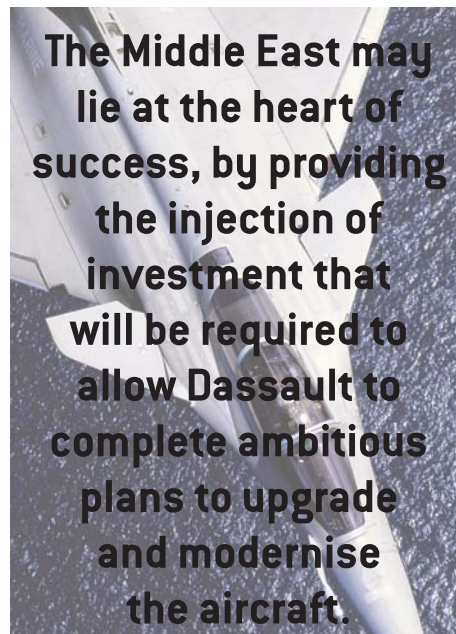 The Middle East may
lie at the heart of
success, by providing
the injection of
investment that
will be required to
allow Dassault to
complete ambitious
plans to upgrade
and modernise
the aircraft.